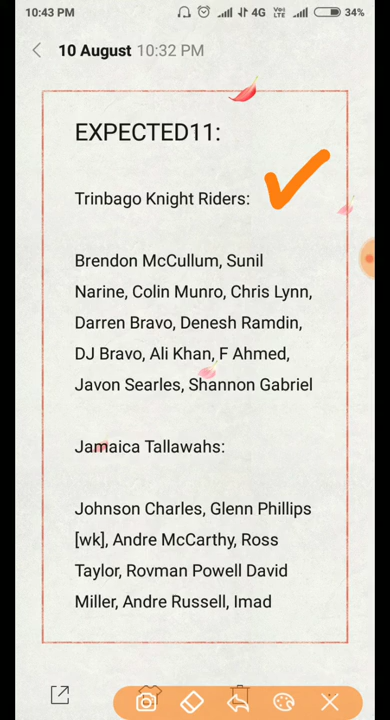 10:43 PM 4G VoLTE 34%
10 August 10:32 PM
EXPECTED11:
Trinbago Knight Riders:
Brendon McCullum, Sunil
Narine, Colin Munro, Chris Lynn,
Darren Bravo, Denesh Ramdin,
DJ Bravo, Ali Khan, F Ahmed,
Javon Searles, Shannon Gabriel
Jamaica Tallawahs:
Johnson Charles, Glenn Phillips
[wk], Andre McCarthy, Ross
Taylor, Rovman Powell David
Miller, Andre Russell, Imad